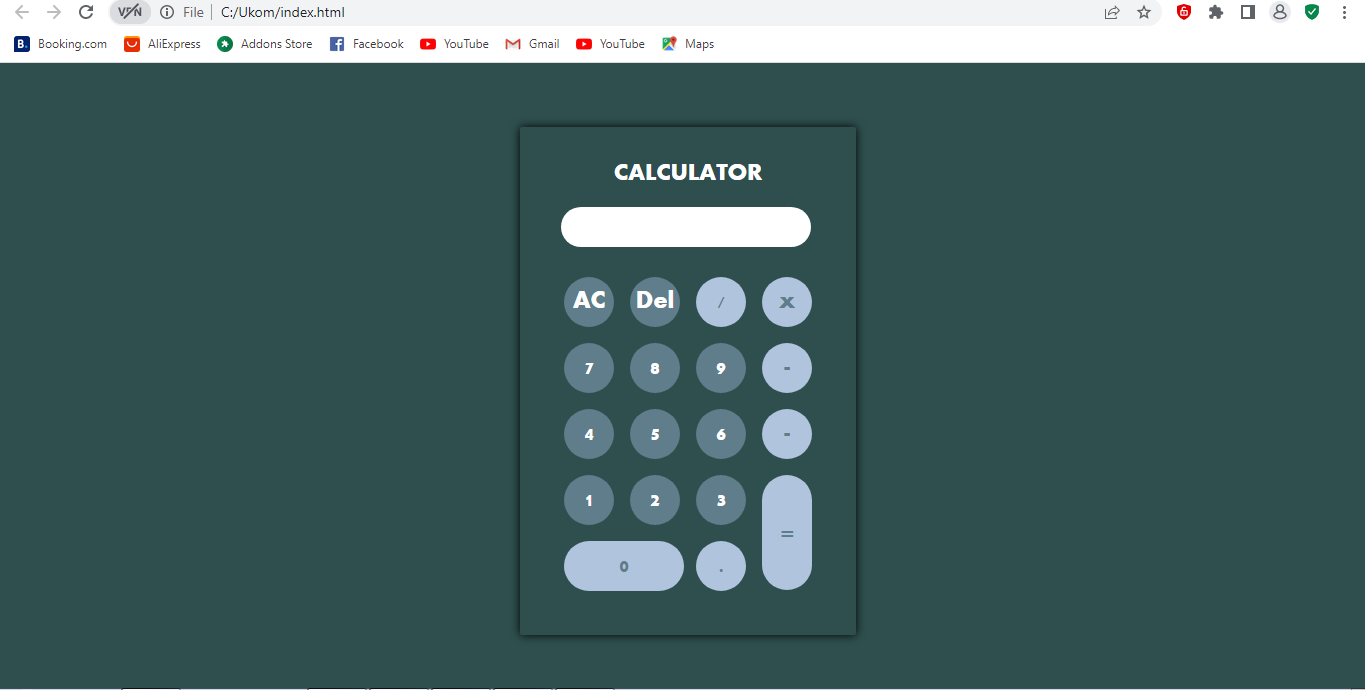 VPN File C:/Ukom/index.html
B. Booking.com AliExpress Addons Store Facebook YouTube Gmail YouTube Maps
CALCULATOR
AC Del / x
7 8 9 -
4 5 6 -
1 2 3
=
0 .